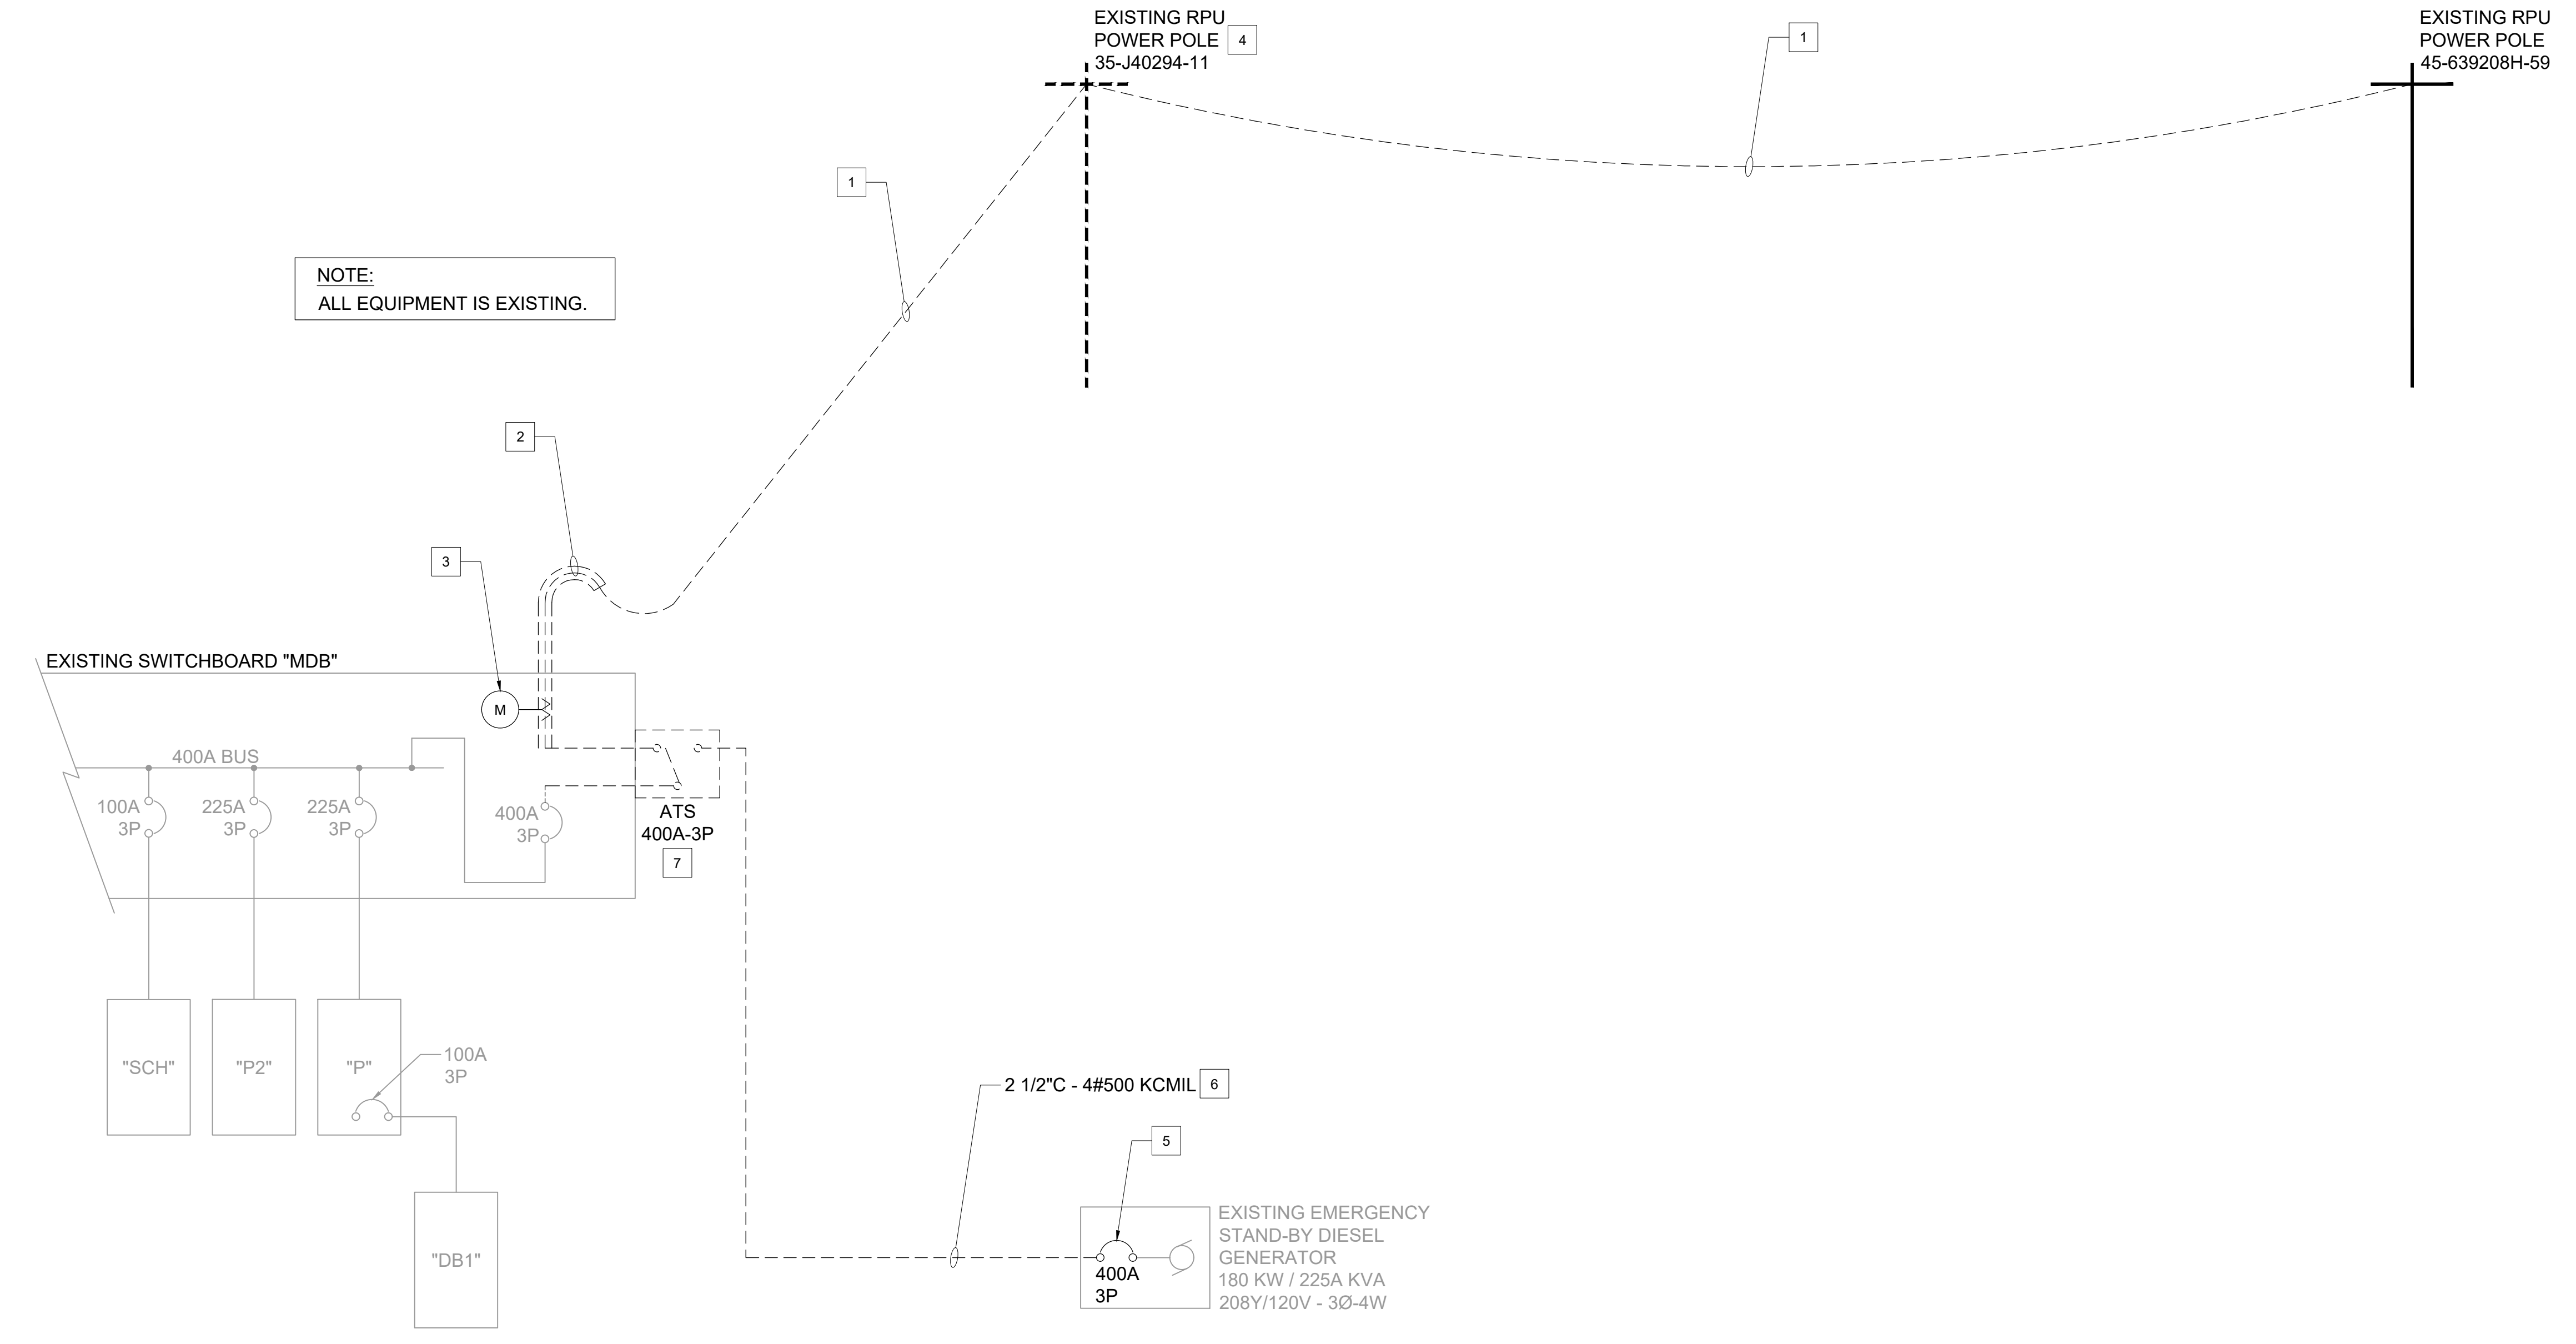 EXISTING RPU
POWER POLE
35-J40294-11
4
1
EXISTING RPU
POWER POLE
45-639208H-59
1
NOTE:
ALL EQUIPMENT IS EXISTING.
2
3
EXISTING SWITCHBOARD "MDB"
M
400A BUS
100A
3P
225A
3P
225A
3P
400A
3P
ATS
400A-3P
7
"SCH"
"P2"
"P"
100A
3P
"DB1"
2 1/2"C - 4#500 KCMIL
6
5
400A
3P
EXISTING EMERGENCY
STAND-BY DIESEL
GENERATOR
180 KW / 225A KVA
208Y/120V - 3Ø-4W